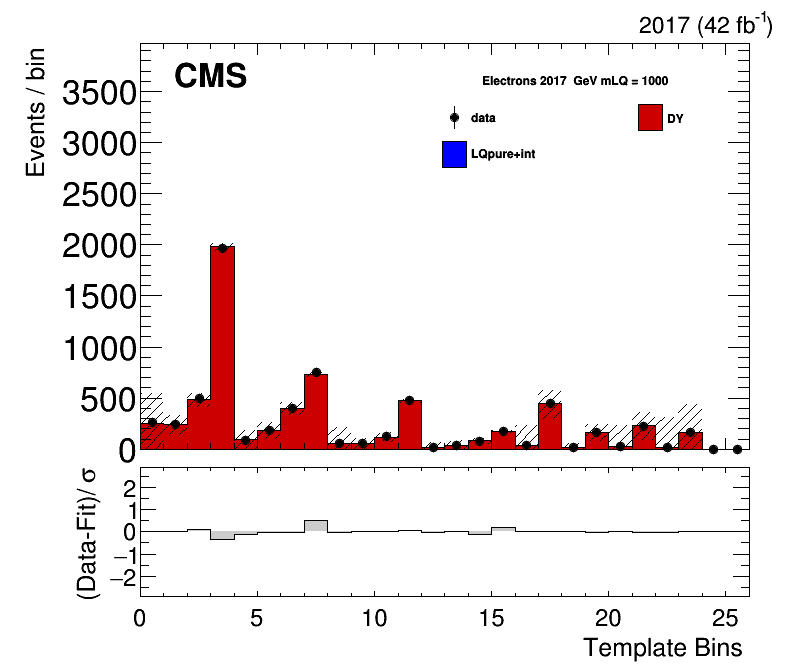 2017 (42 fb-1)
CMS
Electrons 2017 GeV mLQ = 1000
data
DY
LQpure+int
Events / bin
3500
3000
2500
2000
1500
1000
500
0
(Data-Fit)/ σ
2
1
0
−1
−2
0 5 10 15 20 25
Template Bins